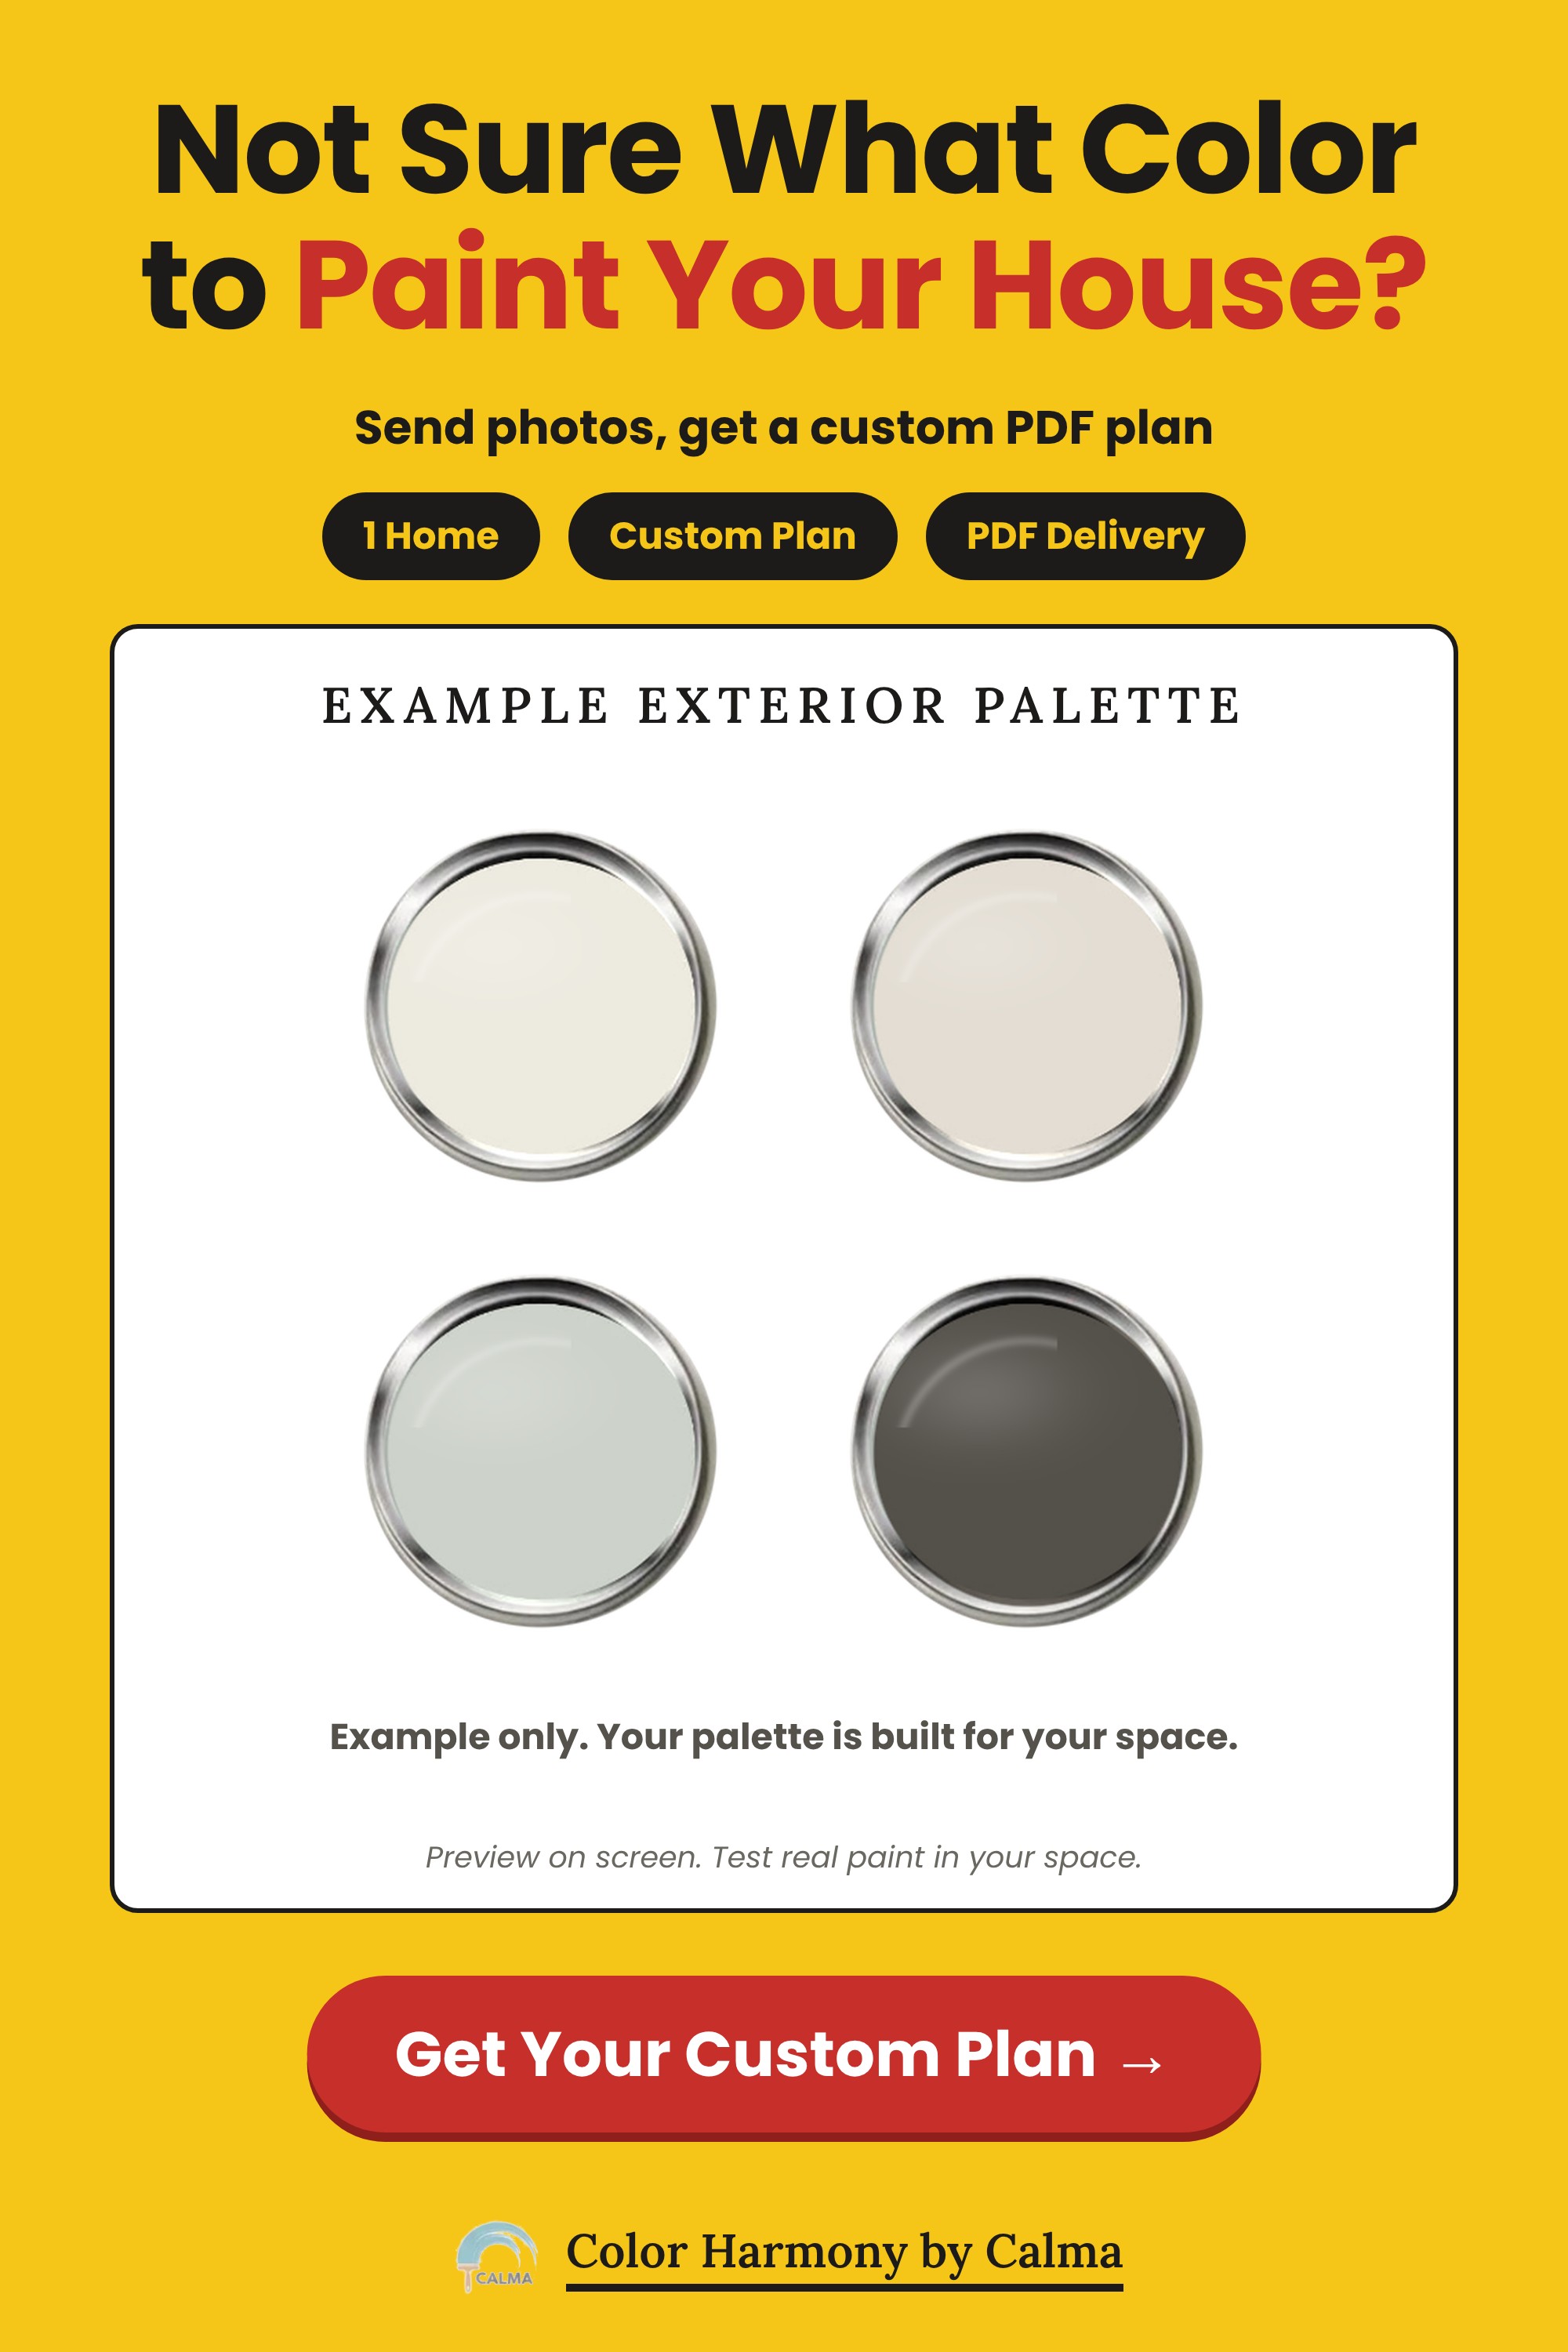 Not Sure What Color
to Paint Your House?
Send photos, get a custom PDF plan
1 Home
Custom Plan
PDF Delivery
EXAMPLE EXTERIOR PALETTE
Example only. Your palette is built for your space.
Preview on screen. Test real paint in your space.
Get Your Custom Plan →
CALMA
Color Harmony by Calma